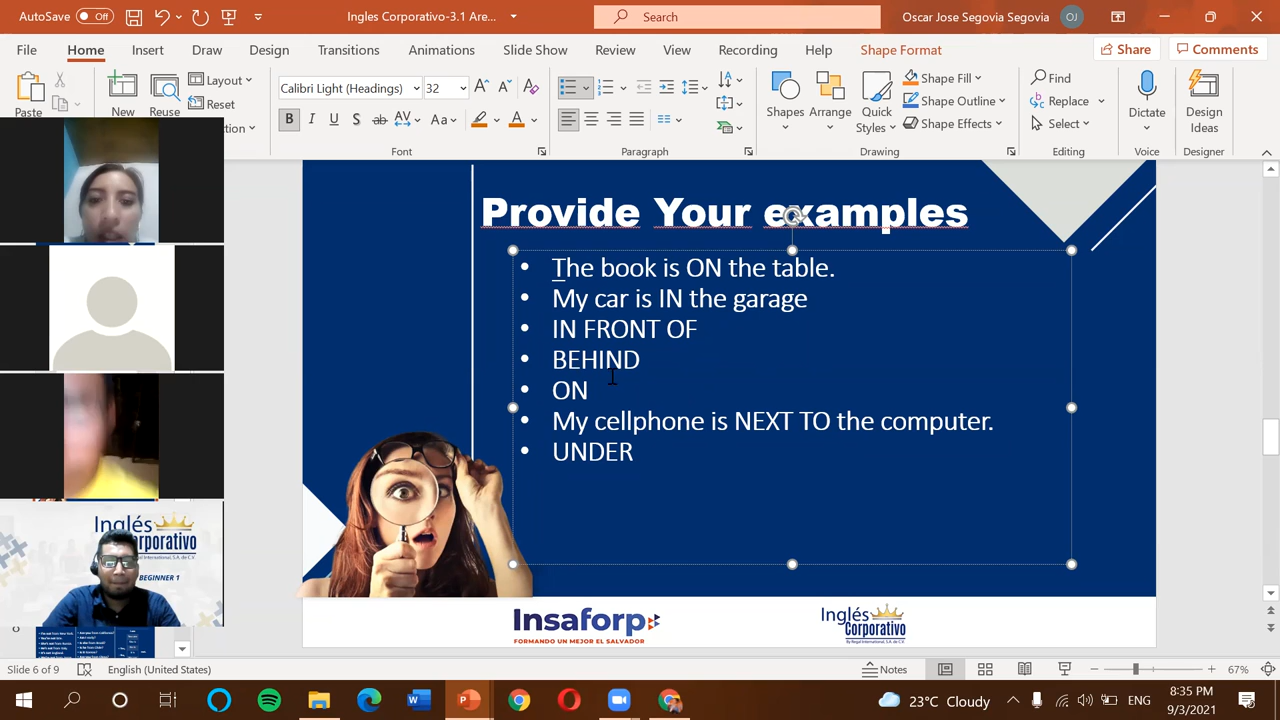 AutoSave Off
Ingles Corporativo-3.1 Are...
Search
Oscar Jose Segovia Segovia OJ
File Home Insert Draw Design Transitions Animations Slide Show Review View Recording Help Shape Format
Share Comments
Paste
New
Reuse
Layout
Reset
Calibri Light (Headings) 32
B I U S ab AV Aa A
Shapes
Arrange
Quick
Styles
Shape Fill
Shape Outline
Shape Effects
Find
Replace
Select
Dictate
Design
Ideas
Font
Paragraph
Drawing
Editing
Voice
Designer
Provide Your examples
• The book is ON the table.
• My car is IN the garage
• IN FRONT OF
• BEHIND
• ON
• My cellphone is NEXT TO the computer.
• UNDER
Insaforp
FORMANDO UN MEJOR EL SALVADOR
Inglés
Corporativo
Inglés
Corporativo
BEGINNER 1
Slide 6 of 9
English (United States)
Notes
67%
23°C Cloudy
ENG
8:35 PM
9/3/2021